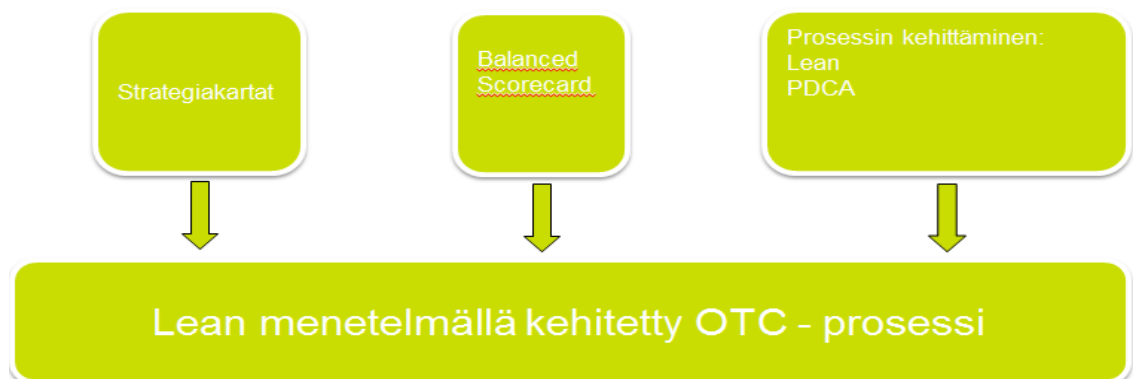 Strategiakartat
Balanced
Scorecard
Prosessin kehittäminen:
Lean
PDCA
Lean menetelmällä kehitetty OTC - prosessi